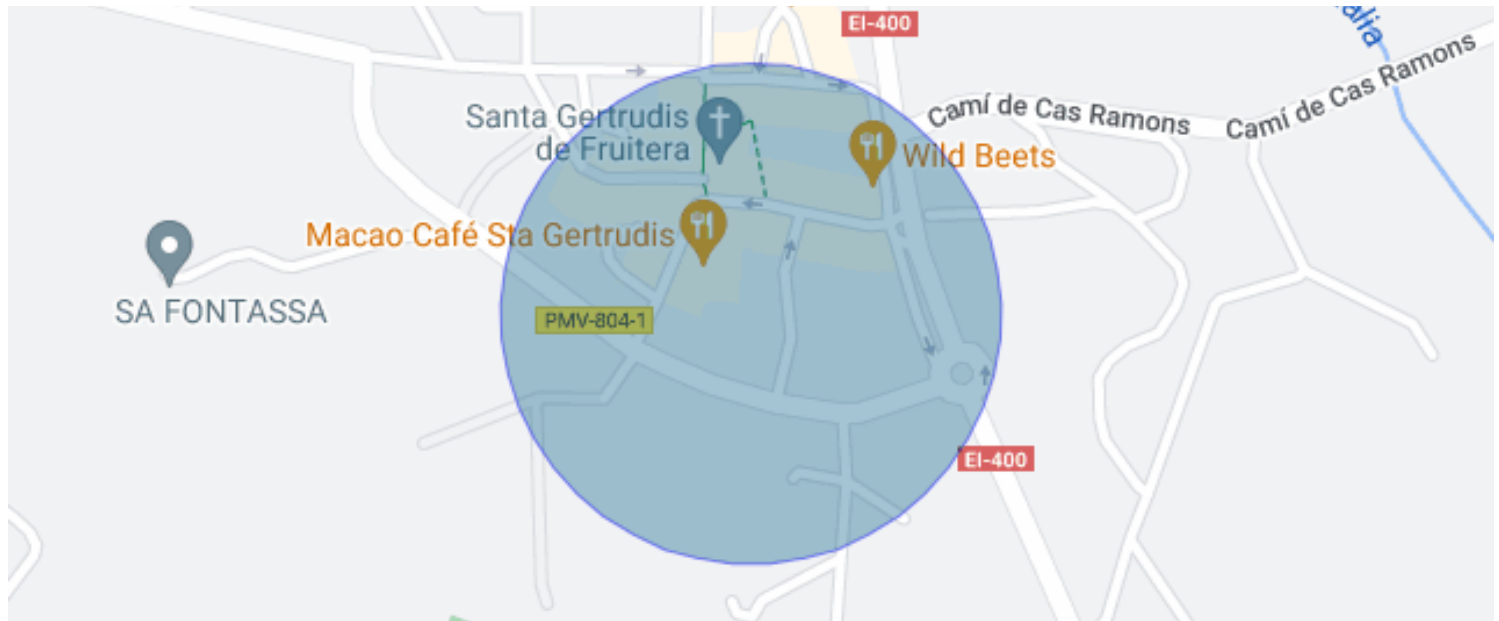 EI-400
alia
Camí de Cas Ramons
Camí de Cas Ramons
Santa Gertrudis
de Fruitera
Wild Beets
Macao Café Sta Gertrudis
SA FONTASSA
PMV-804-1
EI-400